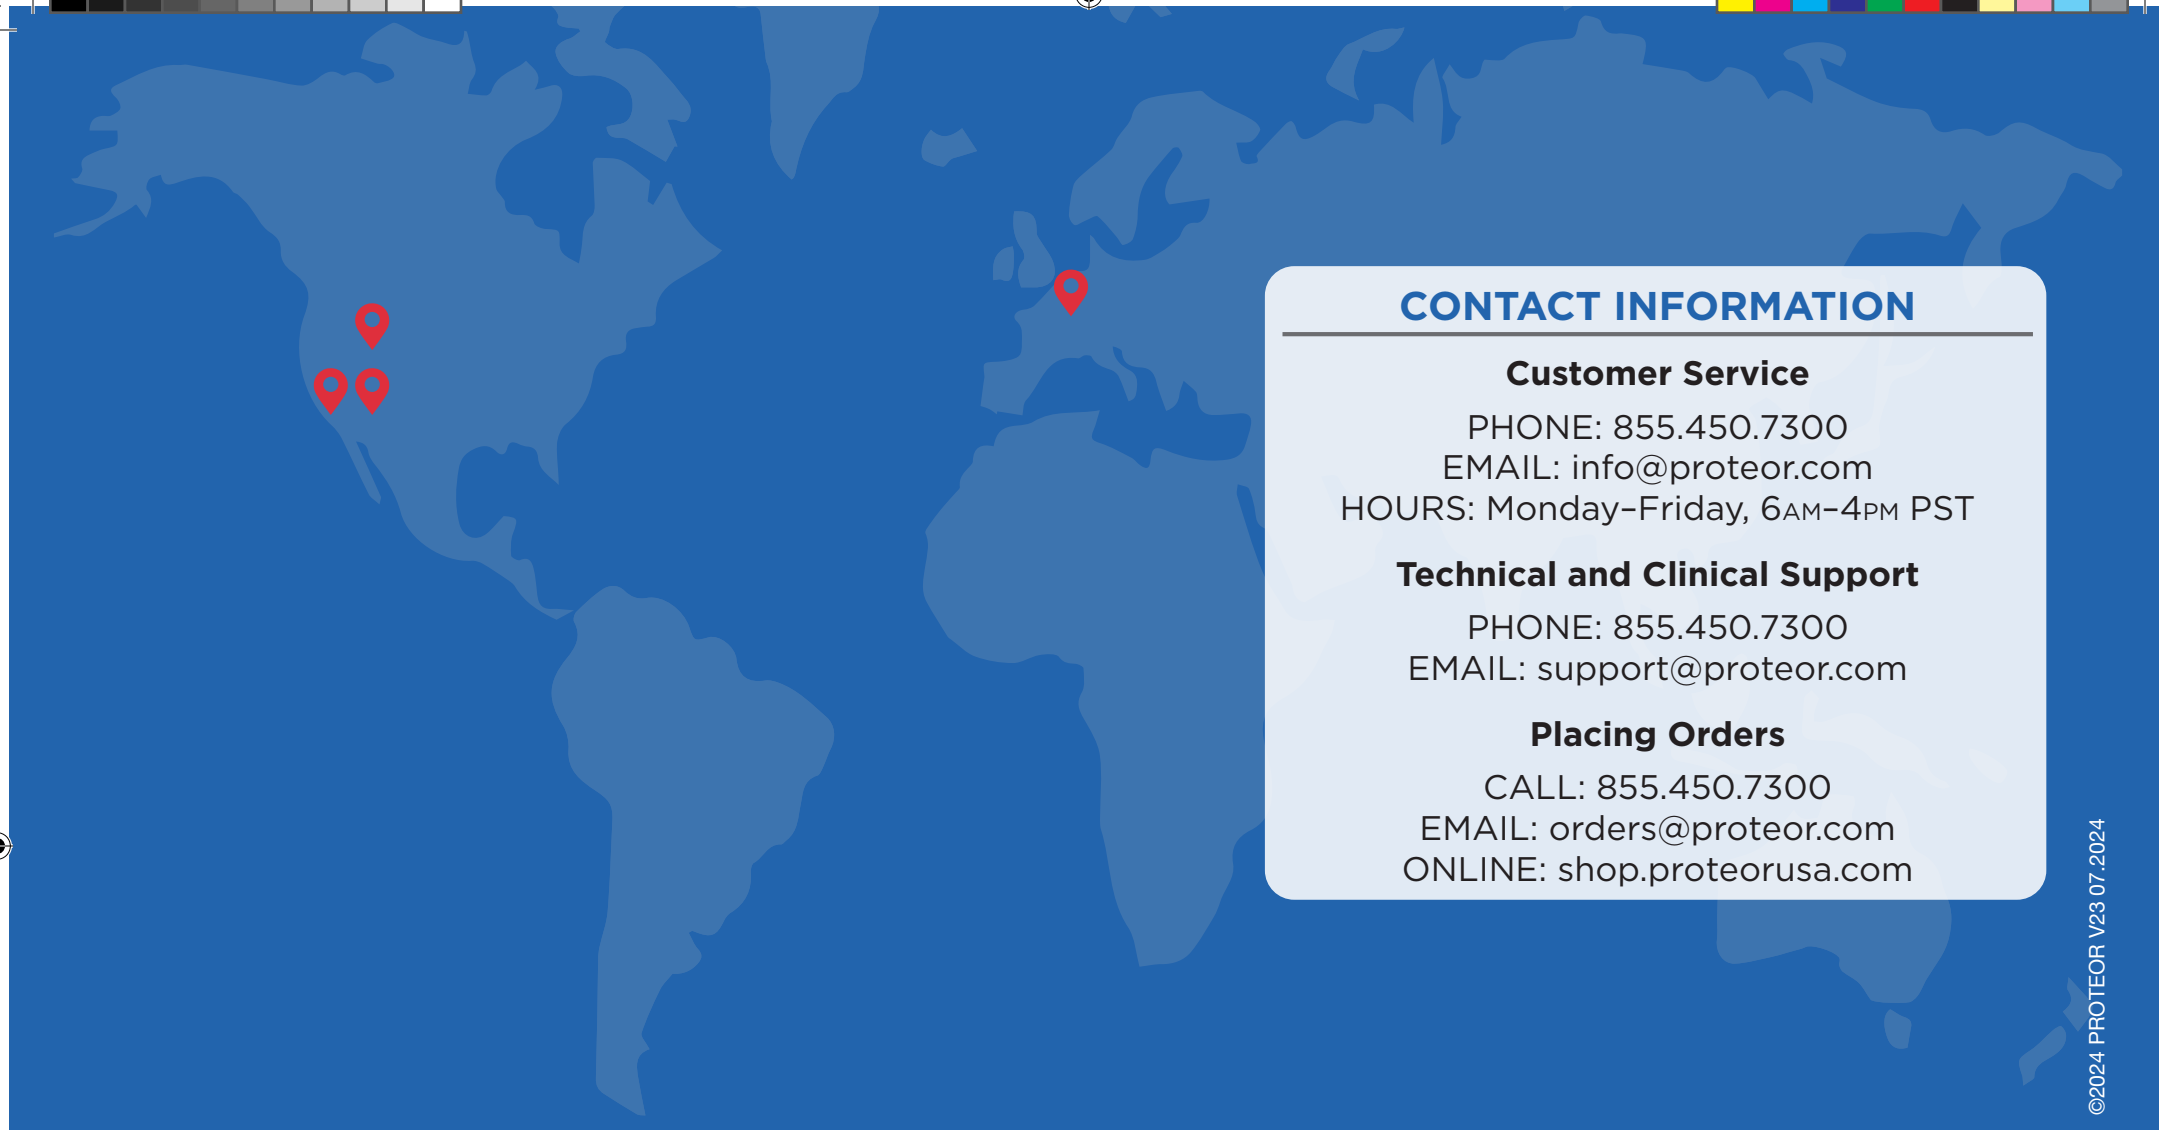 CONTACT INFORMATION
Customer Service
PHONE: 855.450.7300
EMAIL: info@proteor.com
HOURS: Monday–Friday, 6AM–4PM PST
Technical and Clinical Support
PHONE: 855.450.7300
EMAIL: support@proteor.com
Placing Orders
CALL: 855.450.7300
EMAIL: orders@proteor.com
ONLINE: shop.proteorusa.com
©2024 PROTEOR V23 07.2024